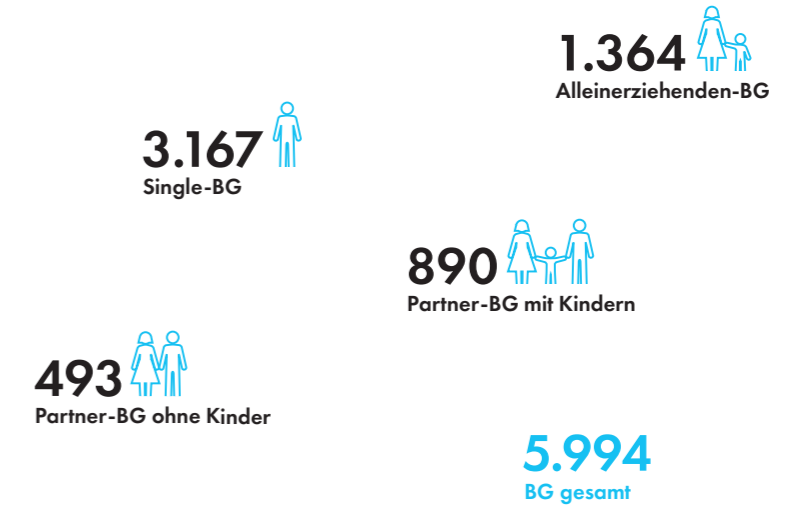 1.364
Alleinerziehenden-BG
3.167
Single-BG
890
Partner-BG mit Kindern
493
Partner-BG ohne Kinder
5.994
BG gesamt